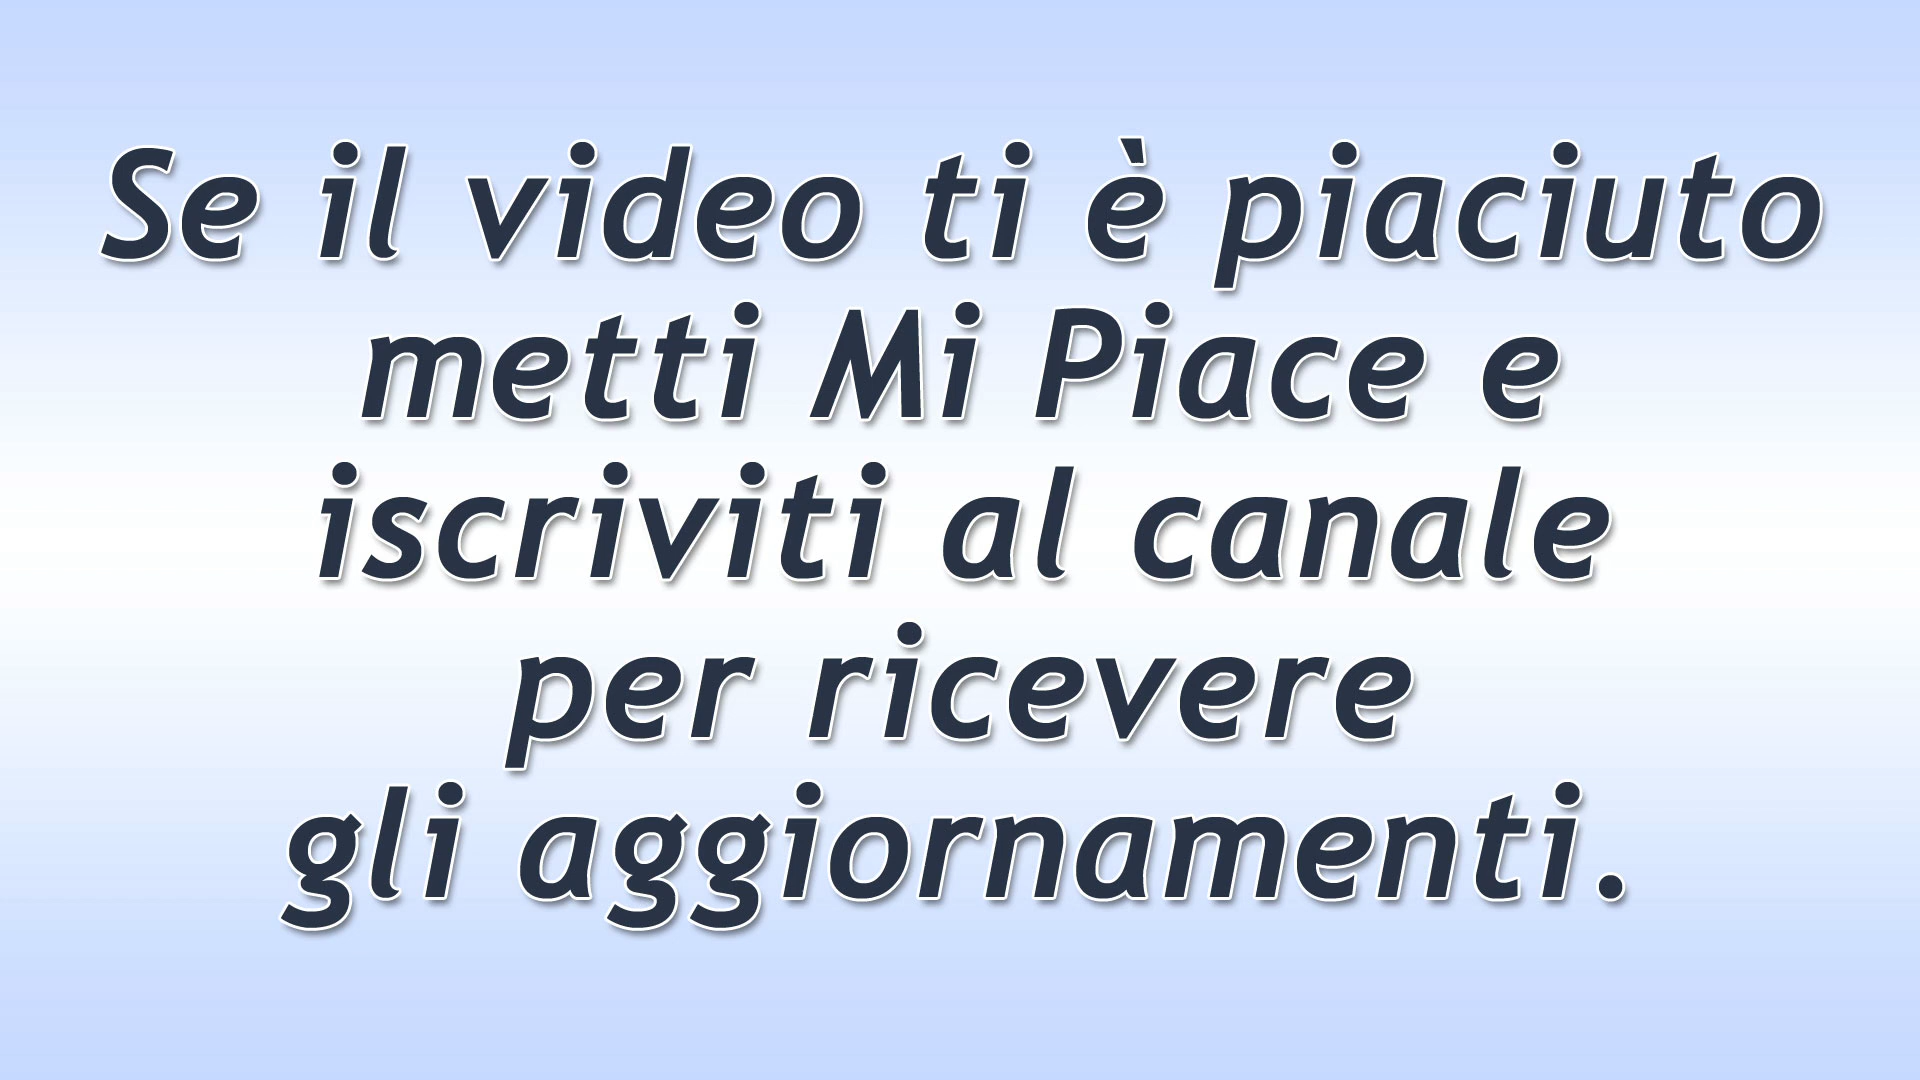 Se il video ti è piaciuto
metti Mi Piace e
iscriviti al canale
per ricevere
gli aggiornamenti.